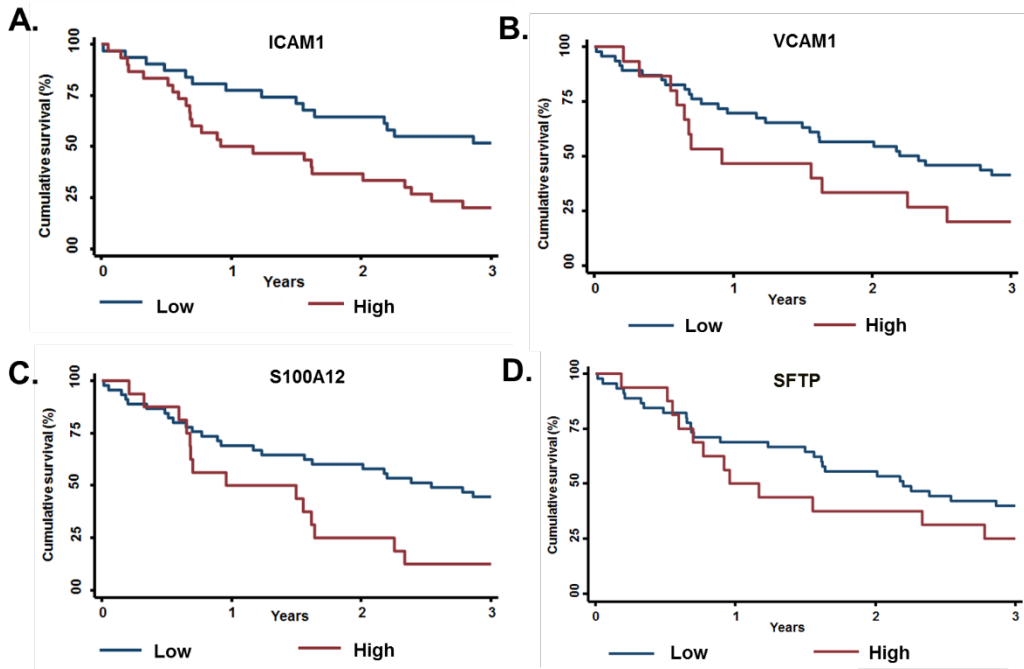 A.
ICAM1
Cumulative survival (%)
100
75
50
25
00
0 1 2 3
Years
Low High
B.
VCAM1
Cumulative survival (%)
100
75
50
25
00
0 1 2 3
Years
Low High
C.
S100A12
Cumulative survival (%)
100
75
50
25
00
0 1 2 3
Years
Low High
D.
SFTP
Cumulative survival (%)
100
75
50
25
00
0 1 2 3
Years
Low High